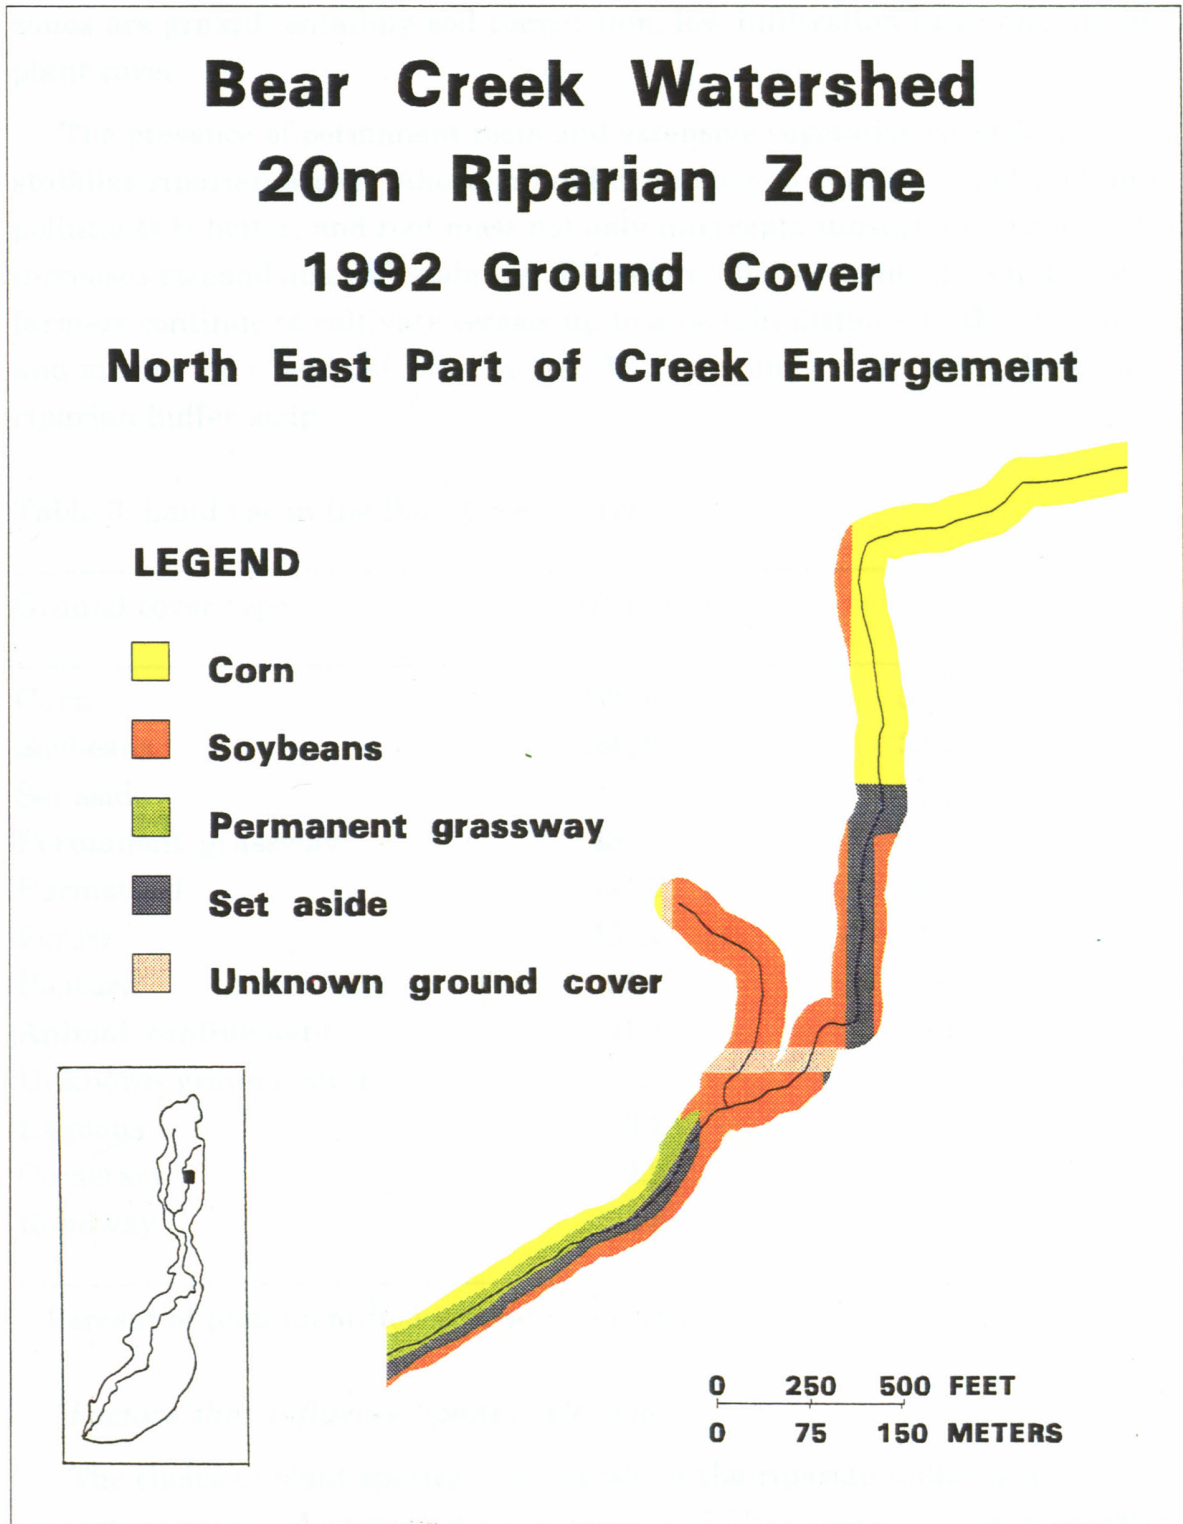 Bear Creek Watershed
20m Riparian Zone
1992 Ground Cover
North East Part of Creek Enlargement
LEGEND
Corn
Soybeans
Permanent grassway
Set aside
Unknown ground cover
0 250 500 FEET
0 75 150 METERS